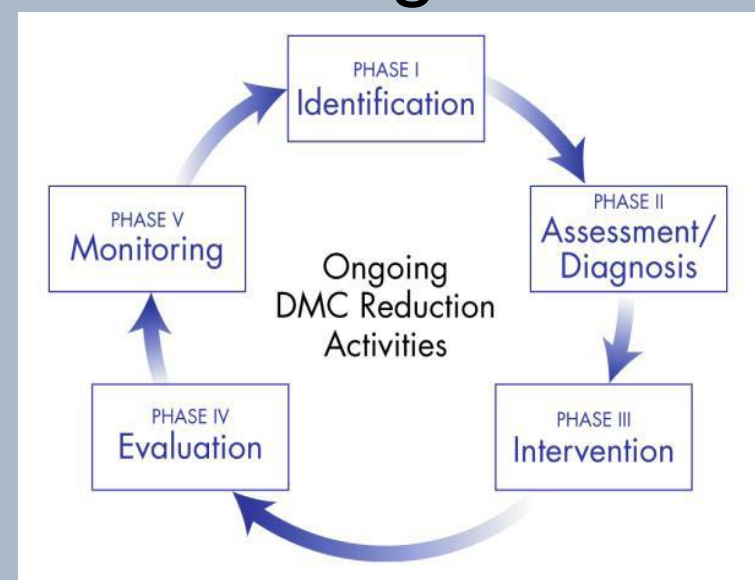 PHASE I
Identification
PHASE II
Assessment/
Diagnosis
PHASE III
Intervention
PHASE IV
Evaluation
PHASE V
Monitoring
Ongoing
DMC Reduction
Activities